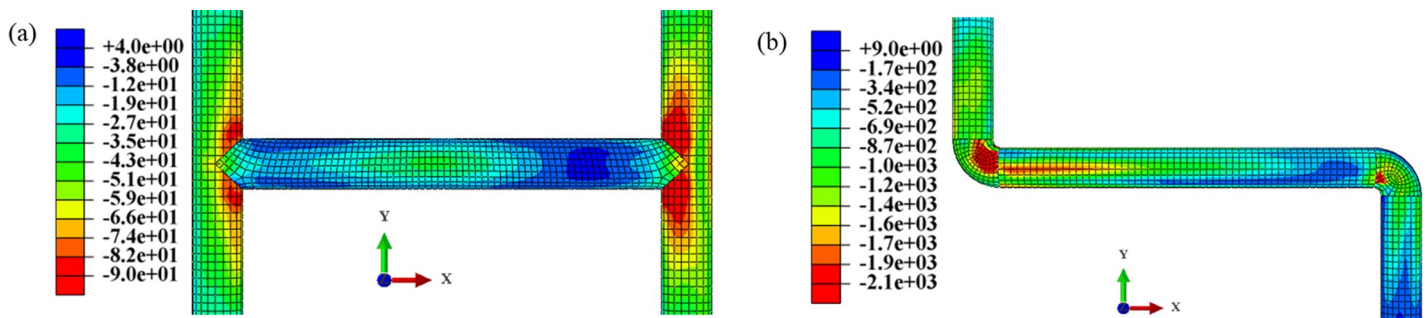 (a)
+4.0e+00
-3.8e+00
-1.2e+01
-1.9e+01
-2.7e+01
-3.5e+01
-4.3e+01
-5.1e+01
-5.9e+01
-6.6e+01
-7.4e+01
-8.2e+01
-9.0e+01
Y
X
(b)
+9.0e+00
-1.7e+02
-3.4e+02
-5.2e+02
-6.9e+02
-8.7e+02
-1.0e+03
-1.2e+03
-1.4e+03
-1.6e+03
-1.7e+03
-1.9e+03
-2.1e+03
Y
X